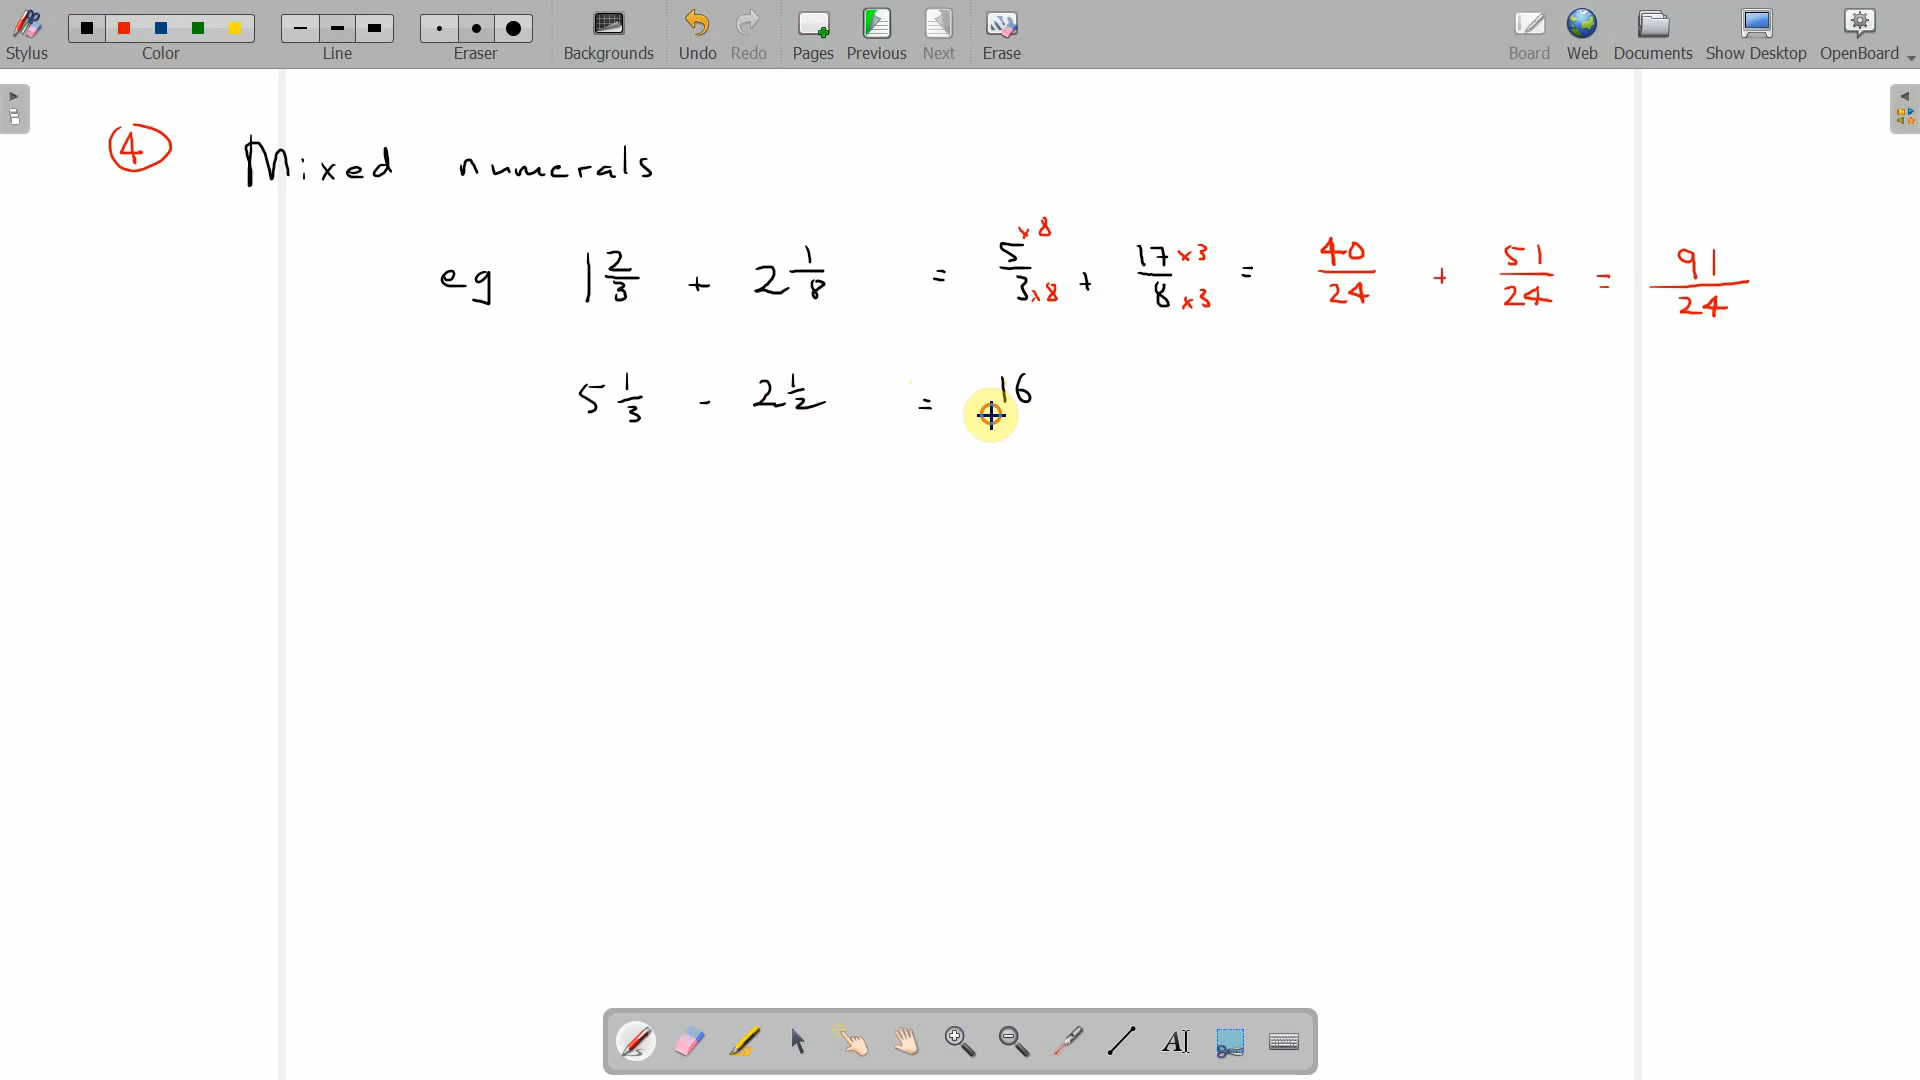 Stylus Color Line Eraser Backgrounds Undo Redo Pages Previous Next Erase Board Web Documents Show Desktop OpenBoard
④ Mixed numerals
eg 1 2/3 + 2 1/8 = 5/3 ×8 ×8 + 17/8 ×3 ×3 = 40/24 + 51/24 = 91/24
5 1/3 - 2 1/2 = 16
AI